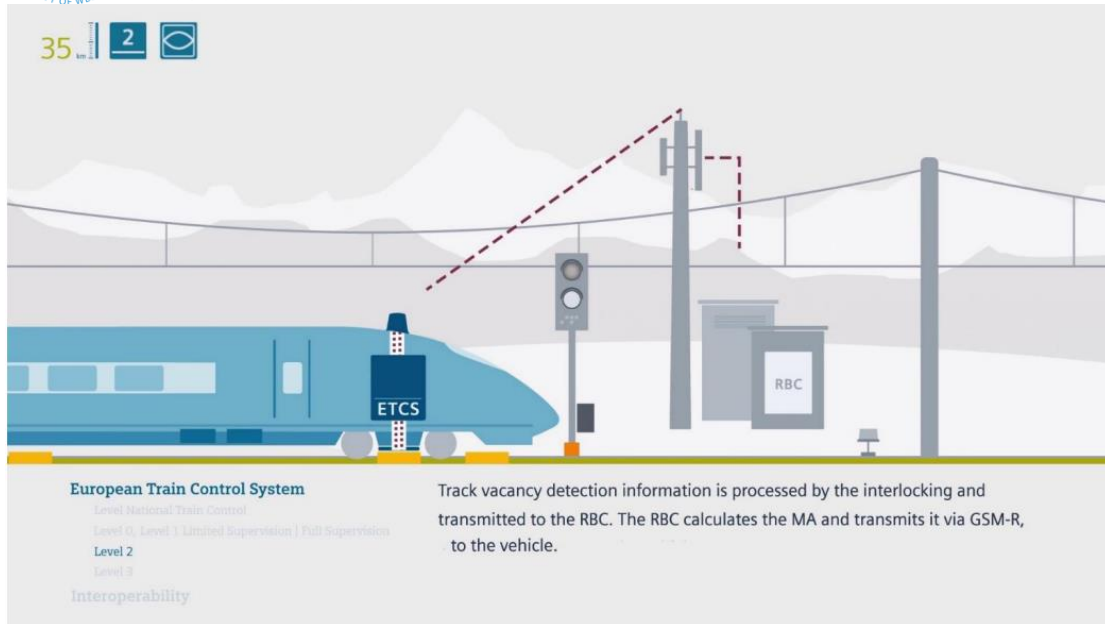 35 km
2
ETCS
RBC
European Train Control System
Level National Train Control
Level 0, Level 1 Limited Supervision | Full Supervision
Level 2
Level 3
Interoperability
Track vacancy detection information is processed by the interlocking and
transmitted to the RBC. The RBC calculates the MA and transmits it via GSM-R,
to the vehicle.